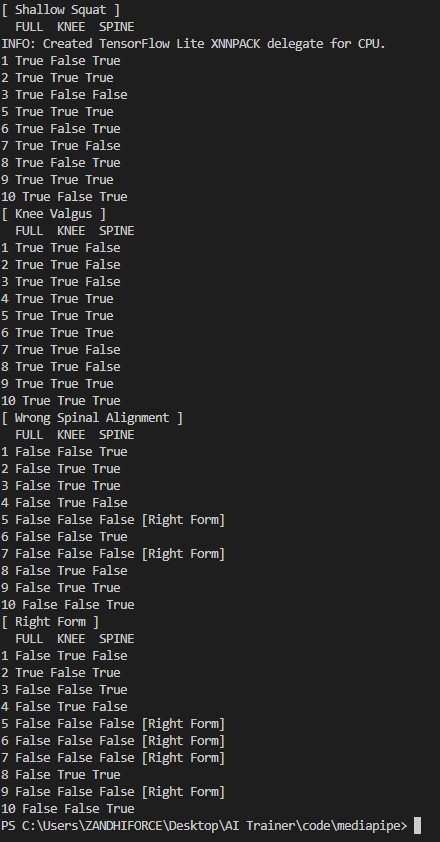 [ Shallow Squat ]
FULL KNEE SPINE
INFO: Created TensorFlow Lite XNNPACK delegate for CPU.
1 True False True
2 True True True
3 True False False
5 True True True
6 True False True
7 True True False
8 True False True
9 True True True
10 True False True
[ Knee Valgus ]
FULL KNEE SPINE
1 True True False
2 True True False
3 True True False
4 True True True
5 True True True
6 True True True
7 True True False
8 True True False
9 True True True
10 True True True
[ Wrong Spinal Alignment ]
FULL KNEE SPINE
1 False False True
2 False True True
3 False True True
4 False True False
5 False False False [Right Form]
6 False False True
7 False False False [Right Form]
8 False True False
9 False True True
10 False False True
[ Right Form ]
FULL KNEE SPINE
1 False True False
2 True False True
3 False False True
4 False True False
5 False False False [Right Form]
6 False False False [Right Form]
7 False False False [Right Form]
8 False True True
9 False False False [Right Form]
10 False False True
PS C:\Users\ZANDHIFORCE\Desktop\AI Trainer\code\mediapipe>